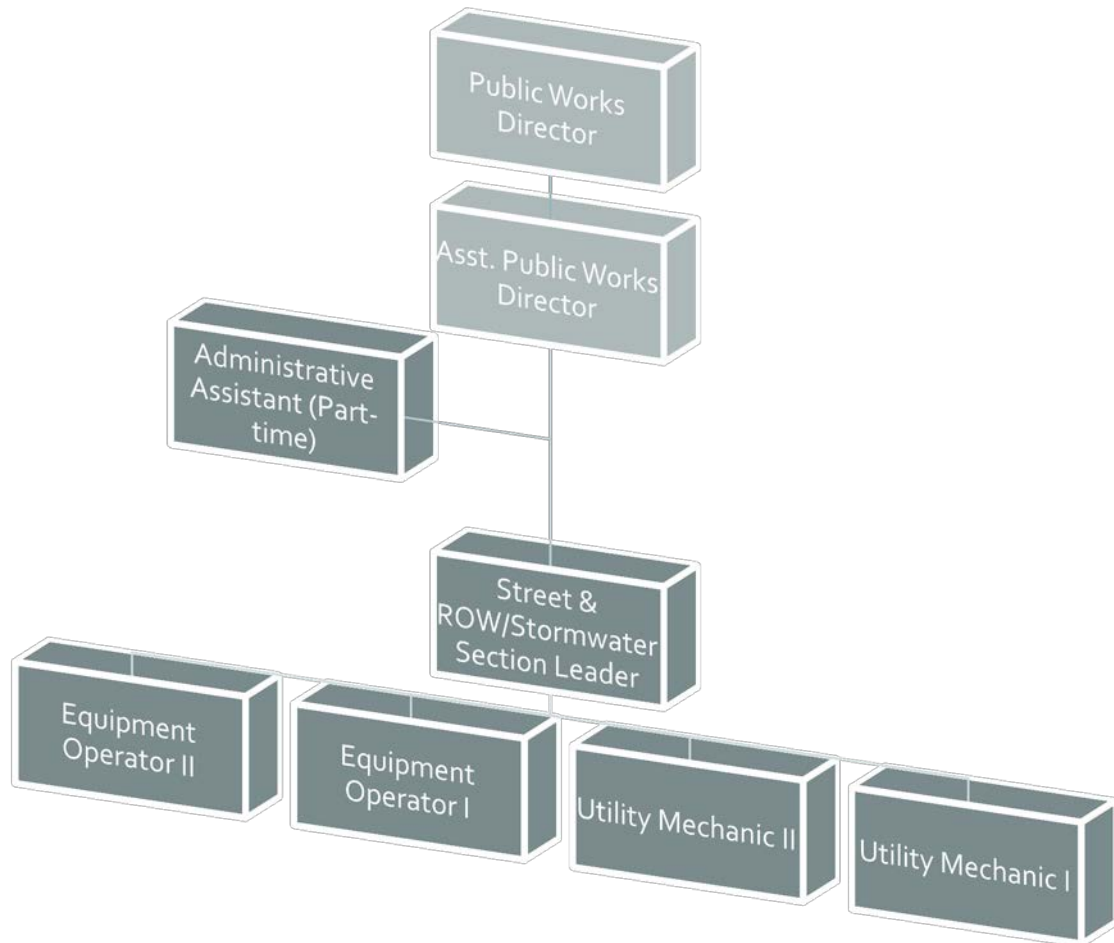 Public Works
Director
Asst. Public Works
Director
Administrative
Assistant (Part-
time)
Street &
ROW/Stormwater
Section Leader
Equipment
Operator II
Equipment
Operator I
Utility Mechanic II
Utility Mechanic I